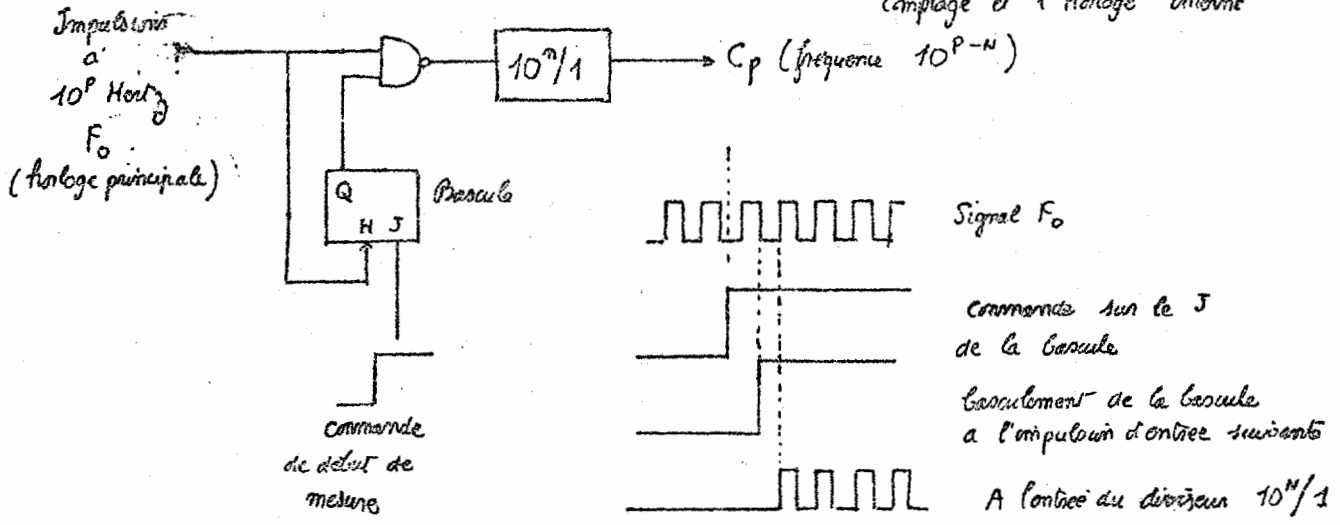 comptage et l'horloge
Impulsions
à
10^P Hertz
F₀
(horloge principale)
10^n/1
Cp (fréquence 10^P-N)
Q
H J
Bascule
commande
de début de
mesure
Signal F₀
commande sur le J
de la bascule
basculement de la bascule
a l'impulsion d'entrée suivante
A l'entrée du diviseur 10^N/1